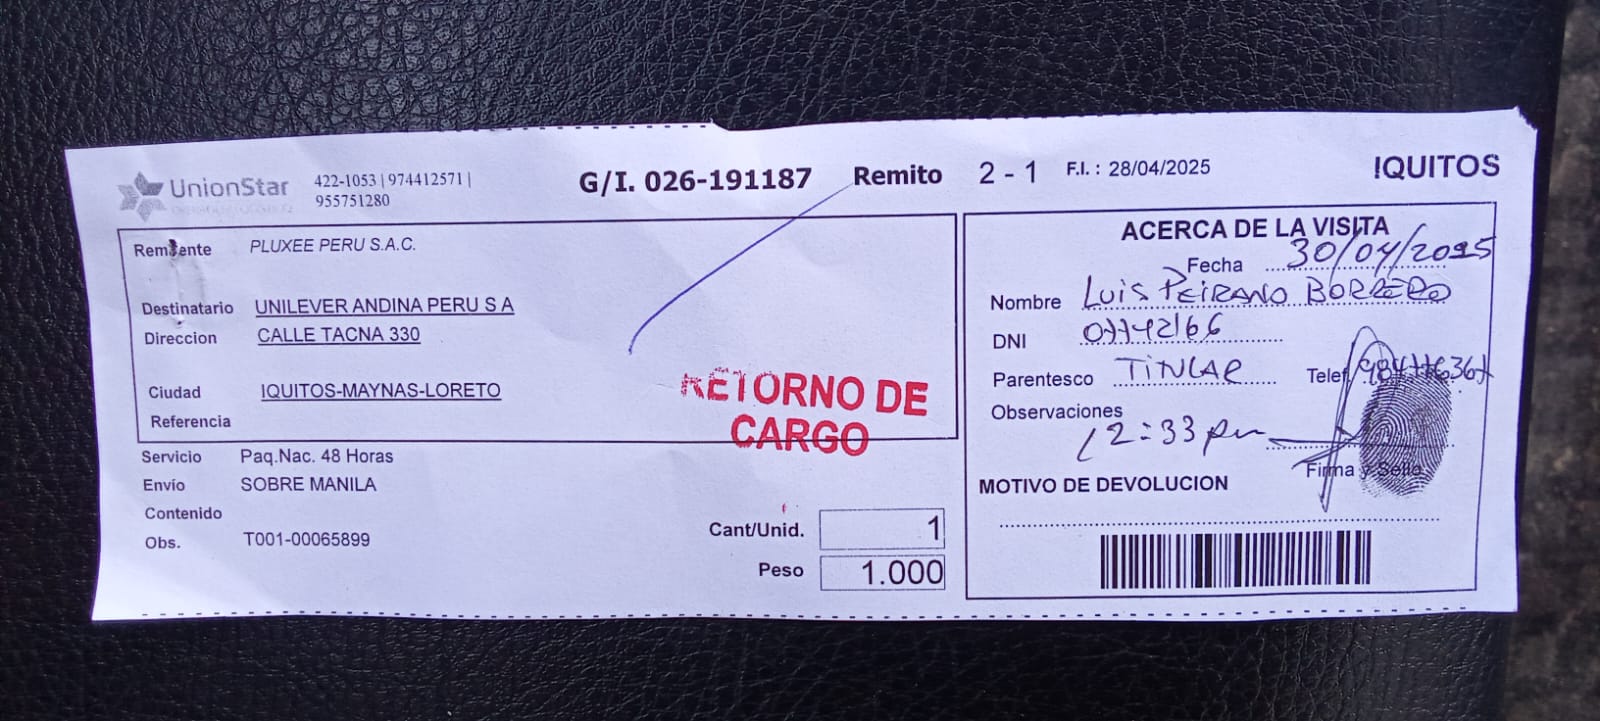 UnionStar
422-1053 | 974412571 |
955751280
G/I. 026-191187 Remito 2 - 1 F.I. : 28/04/2025 IQUITOS
Remitente PLUXEE PERU S.A.C.
Destinatario UNILEVER ANDINA PERU S A
Direccion CALLE TACNA 330
Ciudad IQUITOS-MAYNAS-LORETO
Referencia
RETORNO DE
CARGO
Servicio Paq.Nac. 48 Horas
Envío SOBRE MANILA
Contenido
Obs. T001-00065899
Cant/Unid. 1
Peso 1.000
ACERCA DE LA VISITA
Fecha 30/04/2025
Nombre Luis PEIRANO BORRERO
DNI
Parentesco TITULAR Telef
Observaciones
12:33 pm
Firma y Sello
MOTIVO DE DEVOLUCION